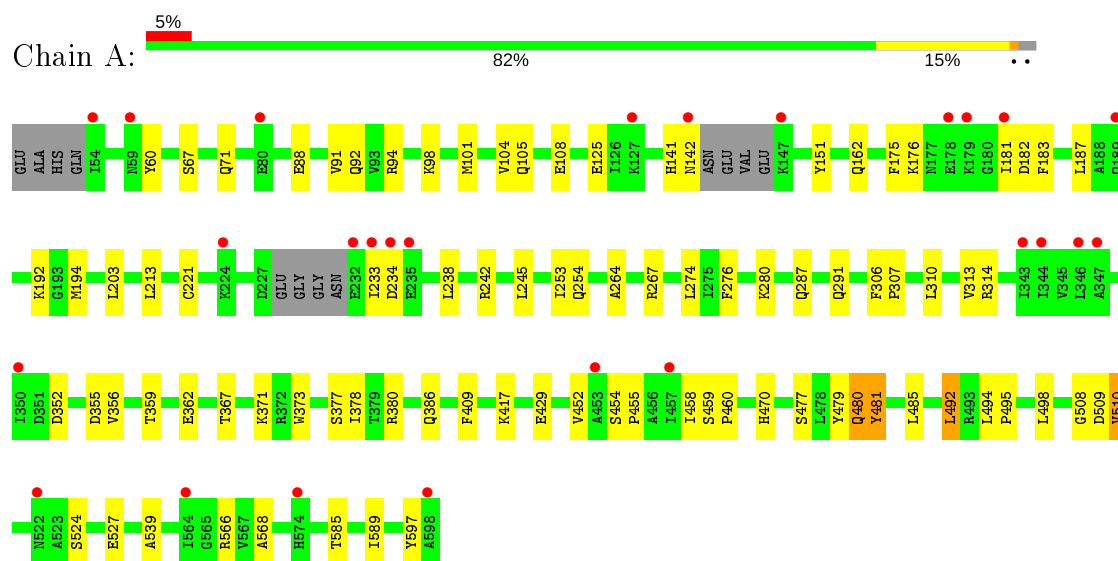 5%
Chain A:
82% 15% • •
GLU ALA HIS GLN I54 N59 Y60 S67 Q71 E80 E88 V91 Q92 V93 R94 K98 M101 V104 Q105 E108 E125 I126 K127 H141 N142 ASN GLU VAL GLU K147 Y151 Q162 F175 K176 N177 E178 K179 G180 I181 D182 F183 L187 A188 Q189
K192 G193 M194 L203 L213 C221 K224 D227 GLU GLY GLY ASN E232 I233 D234 E235 L238 R242 L245 I253 Q254 A264 R267 L274 I275 F276 K280 Q287 Q291 F306 P307 L310 V313 R314 I343 I344 V345 L346 A347
I350 D351 D352 D355 V356 T359 E362 T367 K371 R372 W373 S377 I378 T379 R380 Q386 F409 K417 E429 V452 A453 S454 P455 A456 I457 I458 S459 P460 H470 S477 L478 Y479 Q480 Y481 L485 L492 R493 L494 P495 L498 G508 D509 V510
N522 A523 S524 E527 A539 I564 G565 R566 V567 A568 H574 T585 I589 Y597 A598